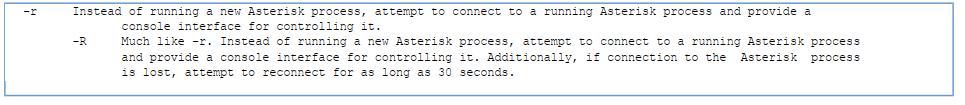 -r Instead of running a new Asterisk process, attempt to connect to a running Asterisk process and provide a
console interface for controlling it.
-R Much like -r. Instead of running a new Asterisk process, attempt to connect to a running Asterisk process
and provide a console interface for controlling it. Additionally, if connection to the Asterisk process
is lost, attempt to reconnect for as long as 30 seconds.